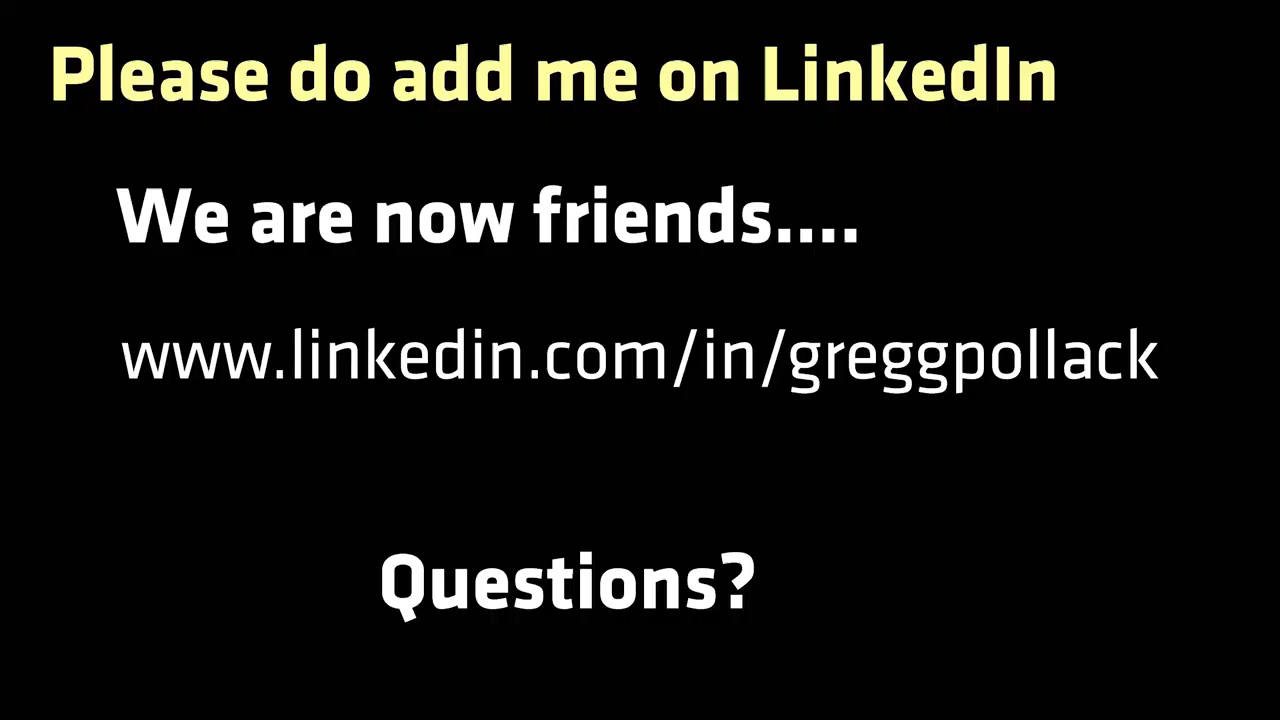 Please do add me on LinkedIn
We are now friends....
www.linkedin.com/in/greggpollack
Questions?